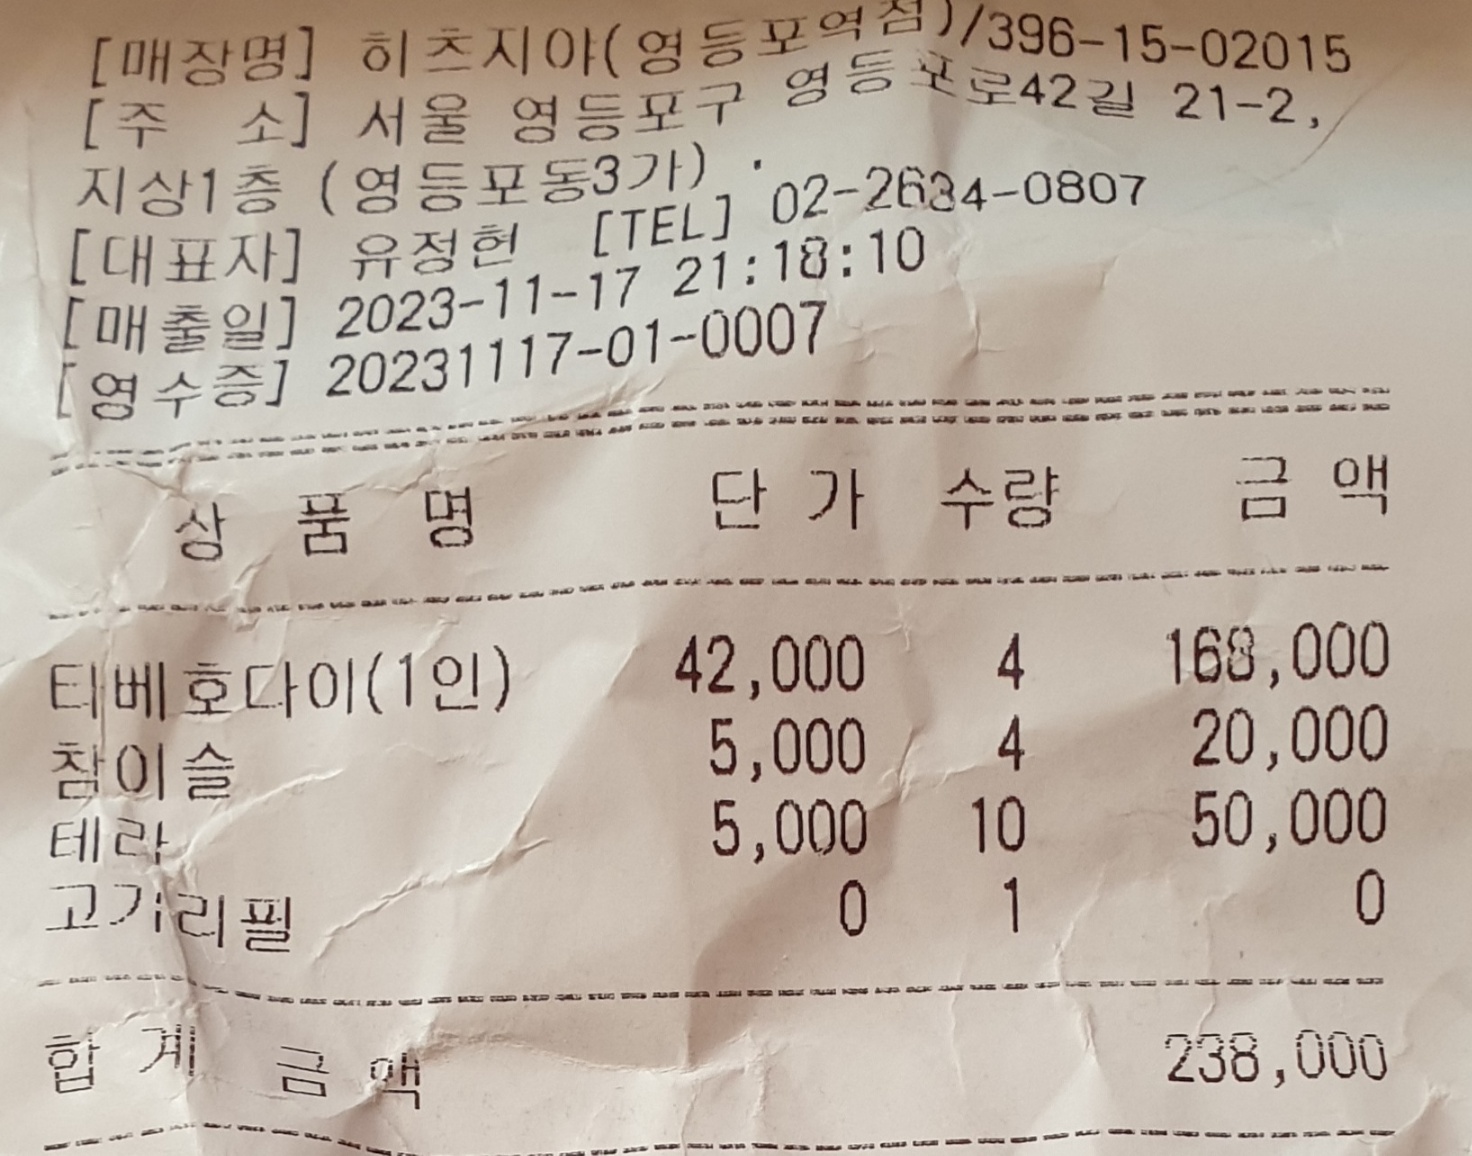 [매장명] 히츠지야(영등포역점)/396-15-02015
[주 소] 서울 영등포구 영등포로42길 21-2,
지상1층 (영등포동3가)
[대표자] 유정헌 [TEL] 02-2634-0807
[매출일] 2023-11-17 21:18:10
[영수증] 20231117-01-0007
상 품 명 단 가 수량 금 액
티베호다이(1인) 42,000 4 168,000
참이슬 5,000 4 20,000
테라 5,000 10 50,000
고기리필 0 1 0
합 계 금 액 238,000